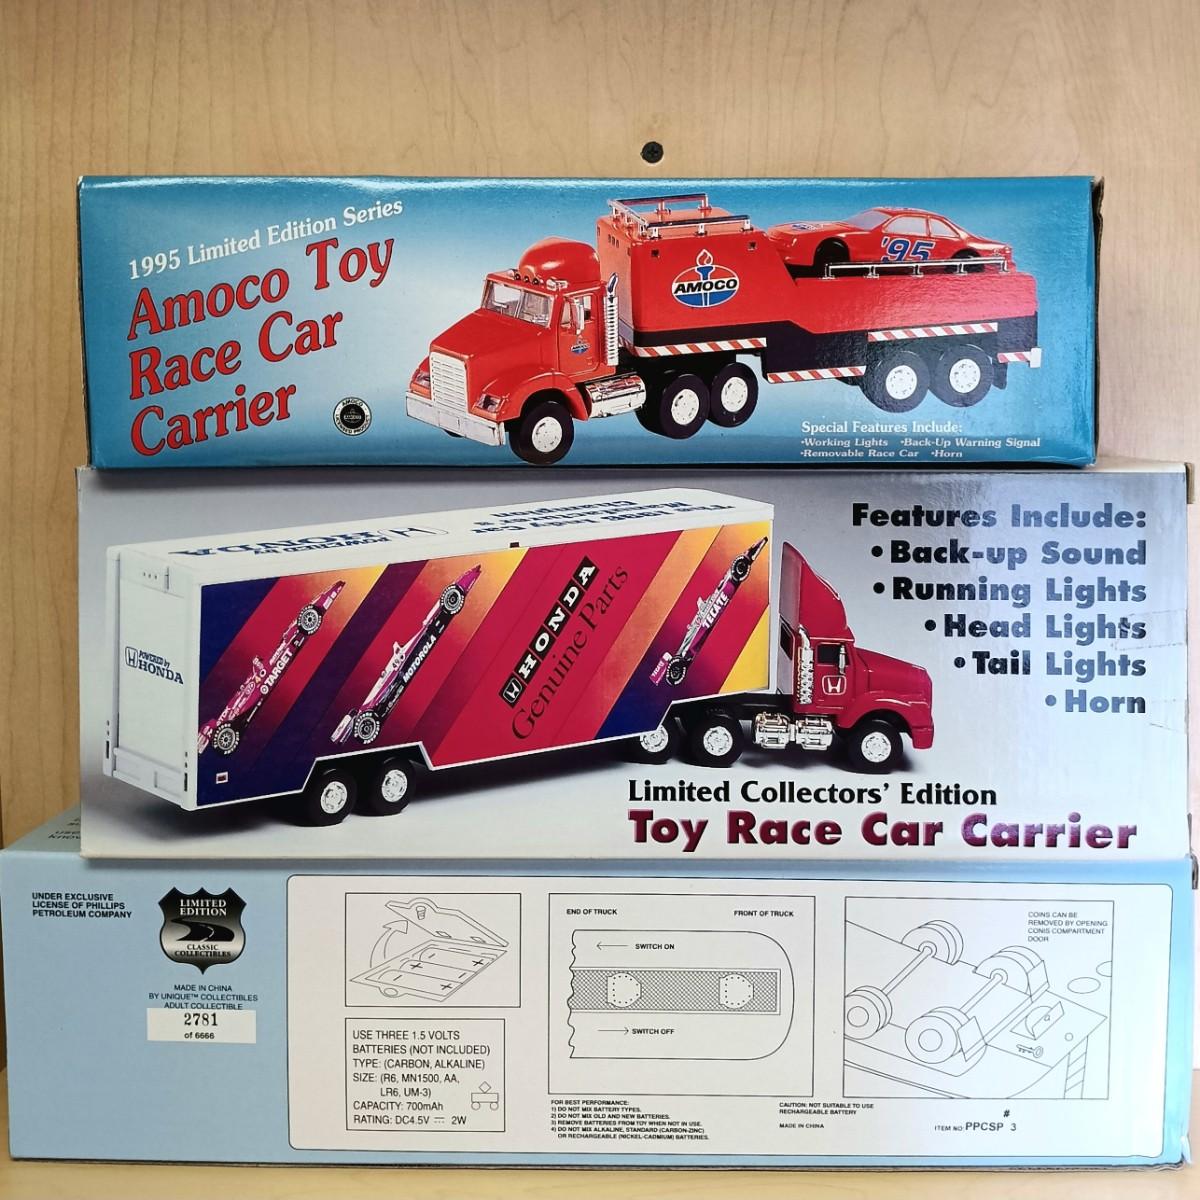 1995 Limited Edition Series
Amoco Toy
Race Car
Carrier
AMOCO
'95
AMOCO
Special Features Include:
•Working Lights •Back-Up Warning Signal
•Removable Race Car •Horn
POWERED by
HONDA
POWERED by
HONDA
TARGET
MOTOROLA
HONDA
Genuine Parts
TECATE
Features Include:
• Back-up Sound
• Running Lights
• Head Lights
• Tail Lights
• Horn
Limited Collectors' Edition
Toy Race Car Carrier
UNDER EXCLUSIVE
LICENSE OF PHILLIPS
PETROLEUM COMPANY
LIMITED
EDITION
CLASSIC
COLLECTIBLES
MADE IN CHINA
BY UNIQUE™ COLLECTIBLES
ADULT COLLECTIBLE
2781
of 6666
USE THREE 1.5 VOLTS
BATTERIES (NOT INCLUDED)
TYPE: (CARBON, ALKALINE)
SIZE: (R6, MN1500, AA,
LR6, UM-3)
CAPACITY: 700mAh
RATING: DC4.5V 2W
END OF TRUCK FRONT OF TRUCK
SWITCH ON
SWITCH OFF
FOR BEST PERFORMANCE:
1) DO NOT MIX BATTERY TYPES.
2) DO NOT MIX OLD AND NEW BATTERIES.
3) REMOVE BATTERIES FROM TOY WHEN NOT IN USE.
4) DO NOT MIX ALKALINE, STANDARD (CARBON-ZINC)
OR RECHARGEABLE (NICKEL-CADMIUM) BATTERIES.
CAUTION: NOT SUITABLE TO USE
RECHARGEABLE BATTERY
MADE IN CHINA
COINS CAN BE
REMOVED BY OPENING
CONIS COMPARTMENT
DOOR
#
ITEM NO: PPCSP 3